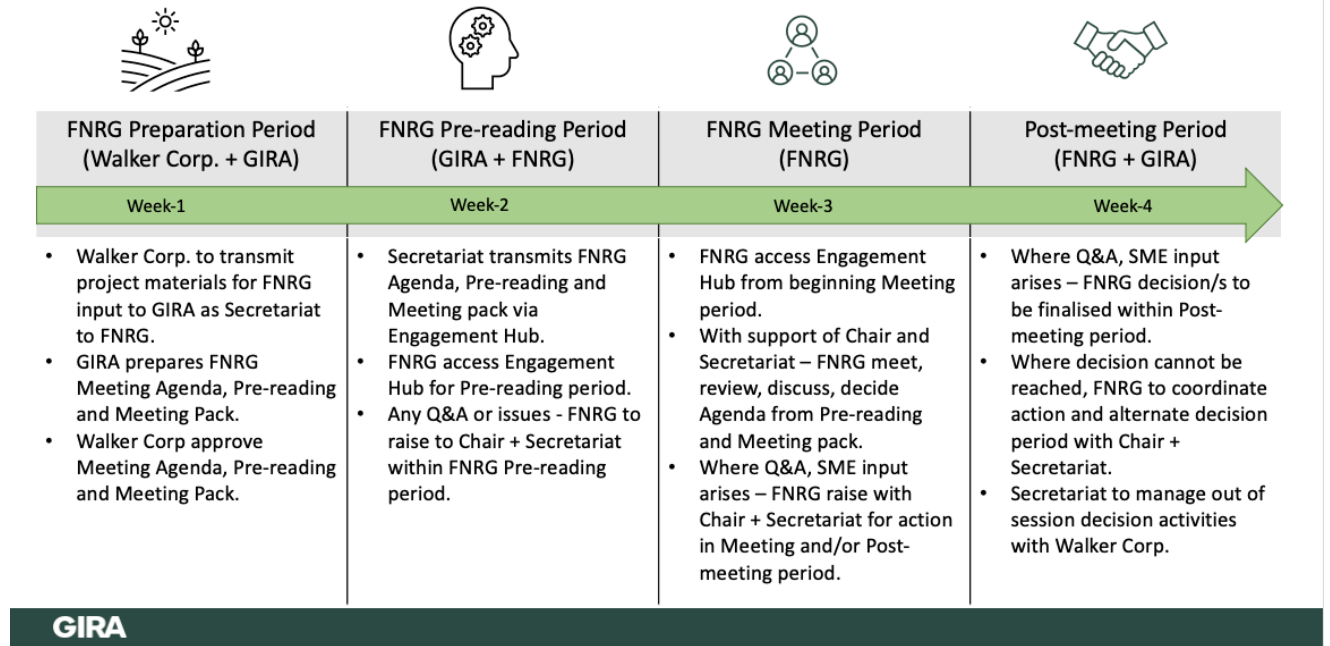 FNRG Preparation Period
(Walker Corp. + GIRA)
FNRG Pre-reading Period
(GIRA + FNRG)
FNRG Meeting Period
(FNRG)
Post-meeting Period
(FNRG + GIRA)
Week-1
Week-2
Week-3
Week-4
• Walker Corp. to transmit
project materials for FNRG
input to GIRA as Secretariat
to FNRG.
• GIRA prepares FNRG
Meeting Agenda, Pre-reading
and Meeting Pack.
• Walker Corp approve
Meeting Agenda, Pre-reading
and Meeting Pack.
• Secretariat transmits FNRG
Agenda, Pre-reading and
Meeting pack via
Engagement Hub.
• FNRG access Engagement
Hub for Pre-reading period.
• Any Q&A or issues - FNRG to
raise to Chair + Secretariat
within FNRG Pre-reading
period.
• FNRG access Engagement
Hub from beginning Meeting
period.
• With support of Chair and
Secretariat – FNRG meet,
review, discuss, decide
Agenda from Pre-reading
and Meeting pack.
• Where Q&A, SME input
arises – FNRG raise with
Chair + Secretariat for action
in Meeting and/or Post-
meeting period.
• Where Q&A, SME input
arises – FNRG decision/s to
be finalised within Post-
meeting period.
• Where decision cannot be
reached, FNRG to coordinate
action and alternate decision
period with Chair +
Secretariat.
• Secretariat to manage out of
session decision activities
with Walker Corp.
GIRA